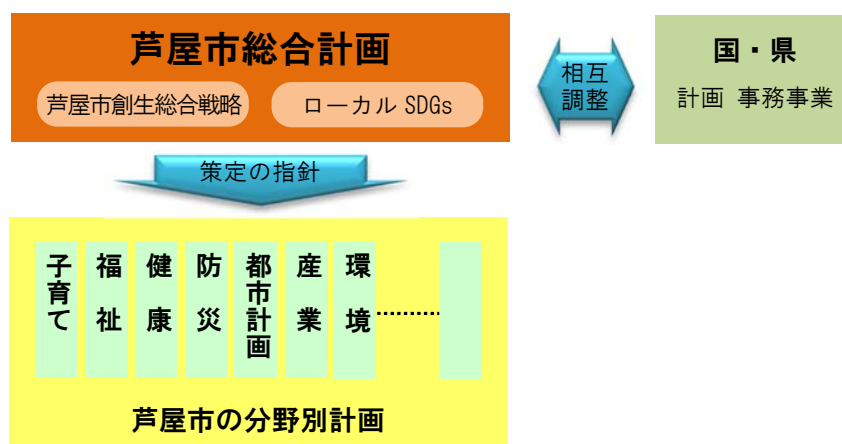 芦屋市総合計画
芦屋市創生総合戦略
ローカル SDGs
相互
調整
国・県
計画 事務事業
策定の指針
子育て
福祉
健康
防災
都市計画
産業
環境
芦屋市の分野別計画